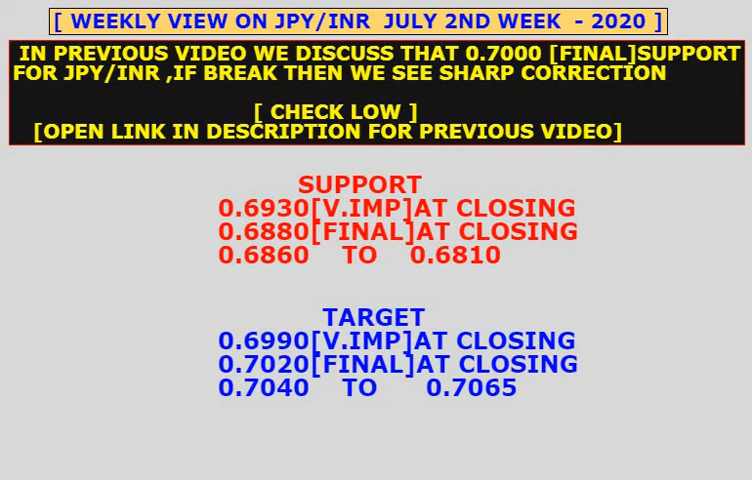 [ WEEKLY VIEW ON JPY/INR JULY 2ND WEEK - 2020 ]
IN PREVIOUS VIDEO WE DISCUSS THAT 0.7000 [FINAL]SUPPORT
FOR JPY/INR ,IF BREAK THEN WE SEE SHARP CORRECTION
[ CHECK LOW ]
[OPEN LINK IN DESCRIPTION FOR PREVIOUS VIDEO]
SUPPORT
0.6930[V.IMP]AT CLOSING
0.6880[FINAL]AT CLOSING
0.6860 TO 0.6810
TARGET
0.6990[V.IMP]AT CLOSING
0.7020[FINAL]AT CLOSING
0.7040 TO 0.7065